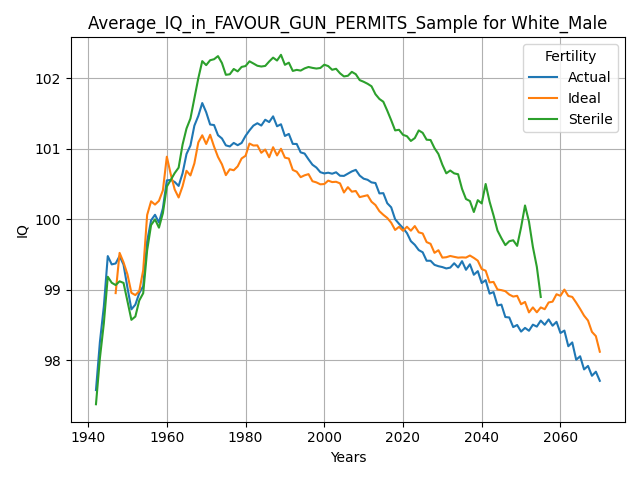 Average_IQ_in_FAVOUR_GUN_PERMITS_Sample for White_Male
Fertility
Actual
Ideal
Sterile
IQ
102
101
100
99
98
1940 1960 1980 2000 2020 2040 2060
Years